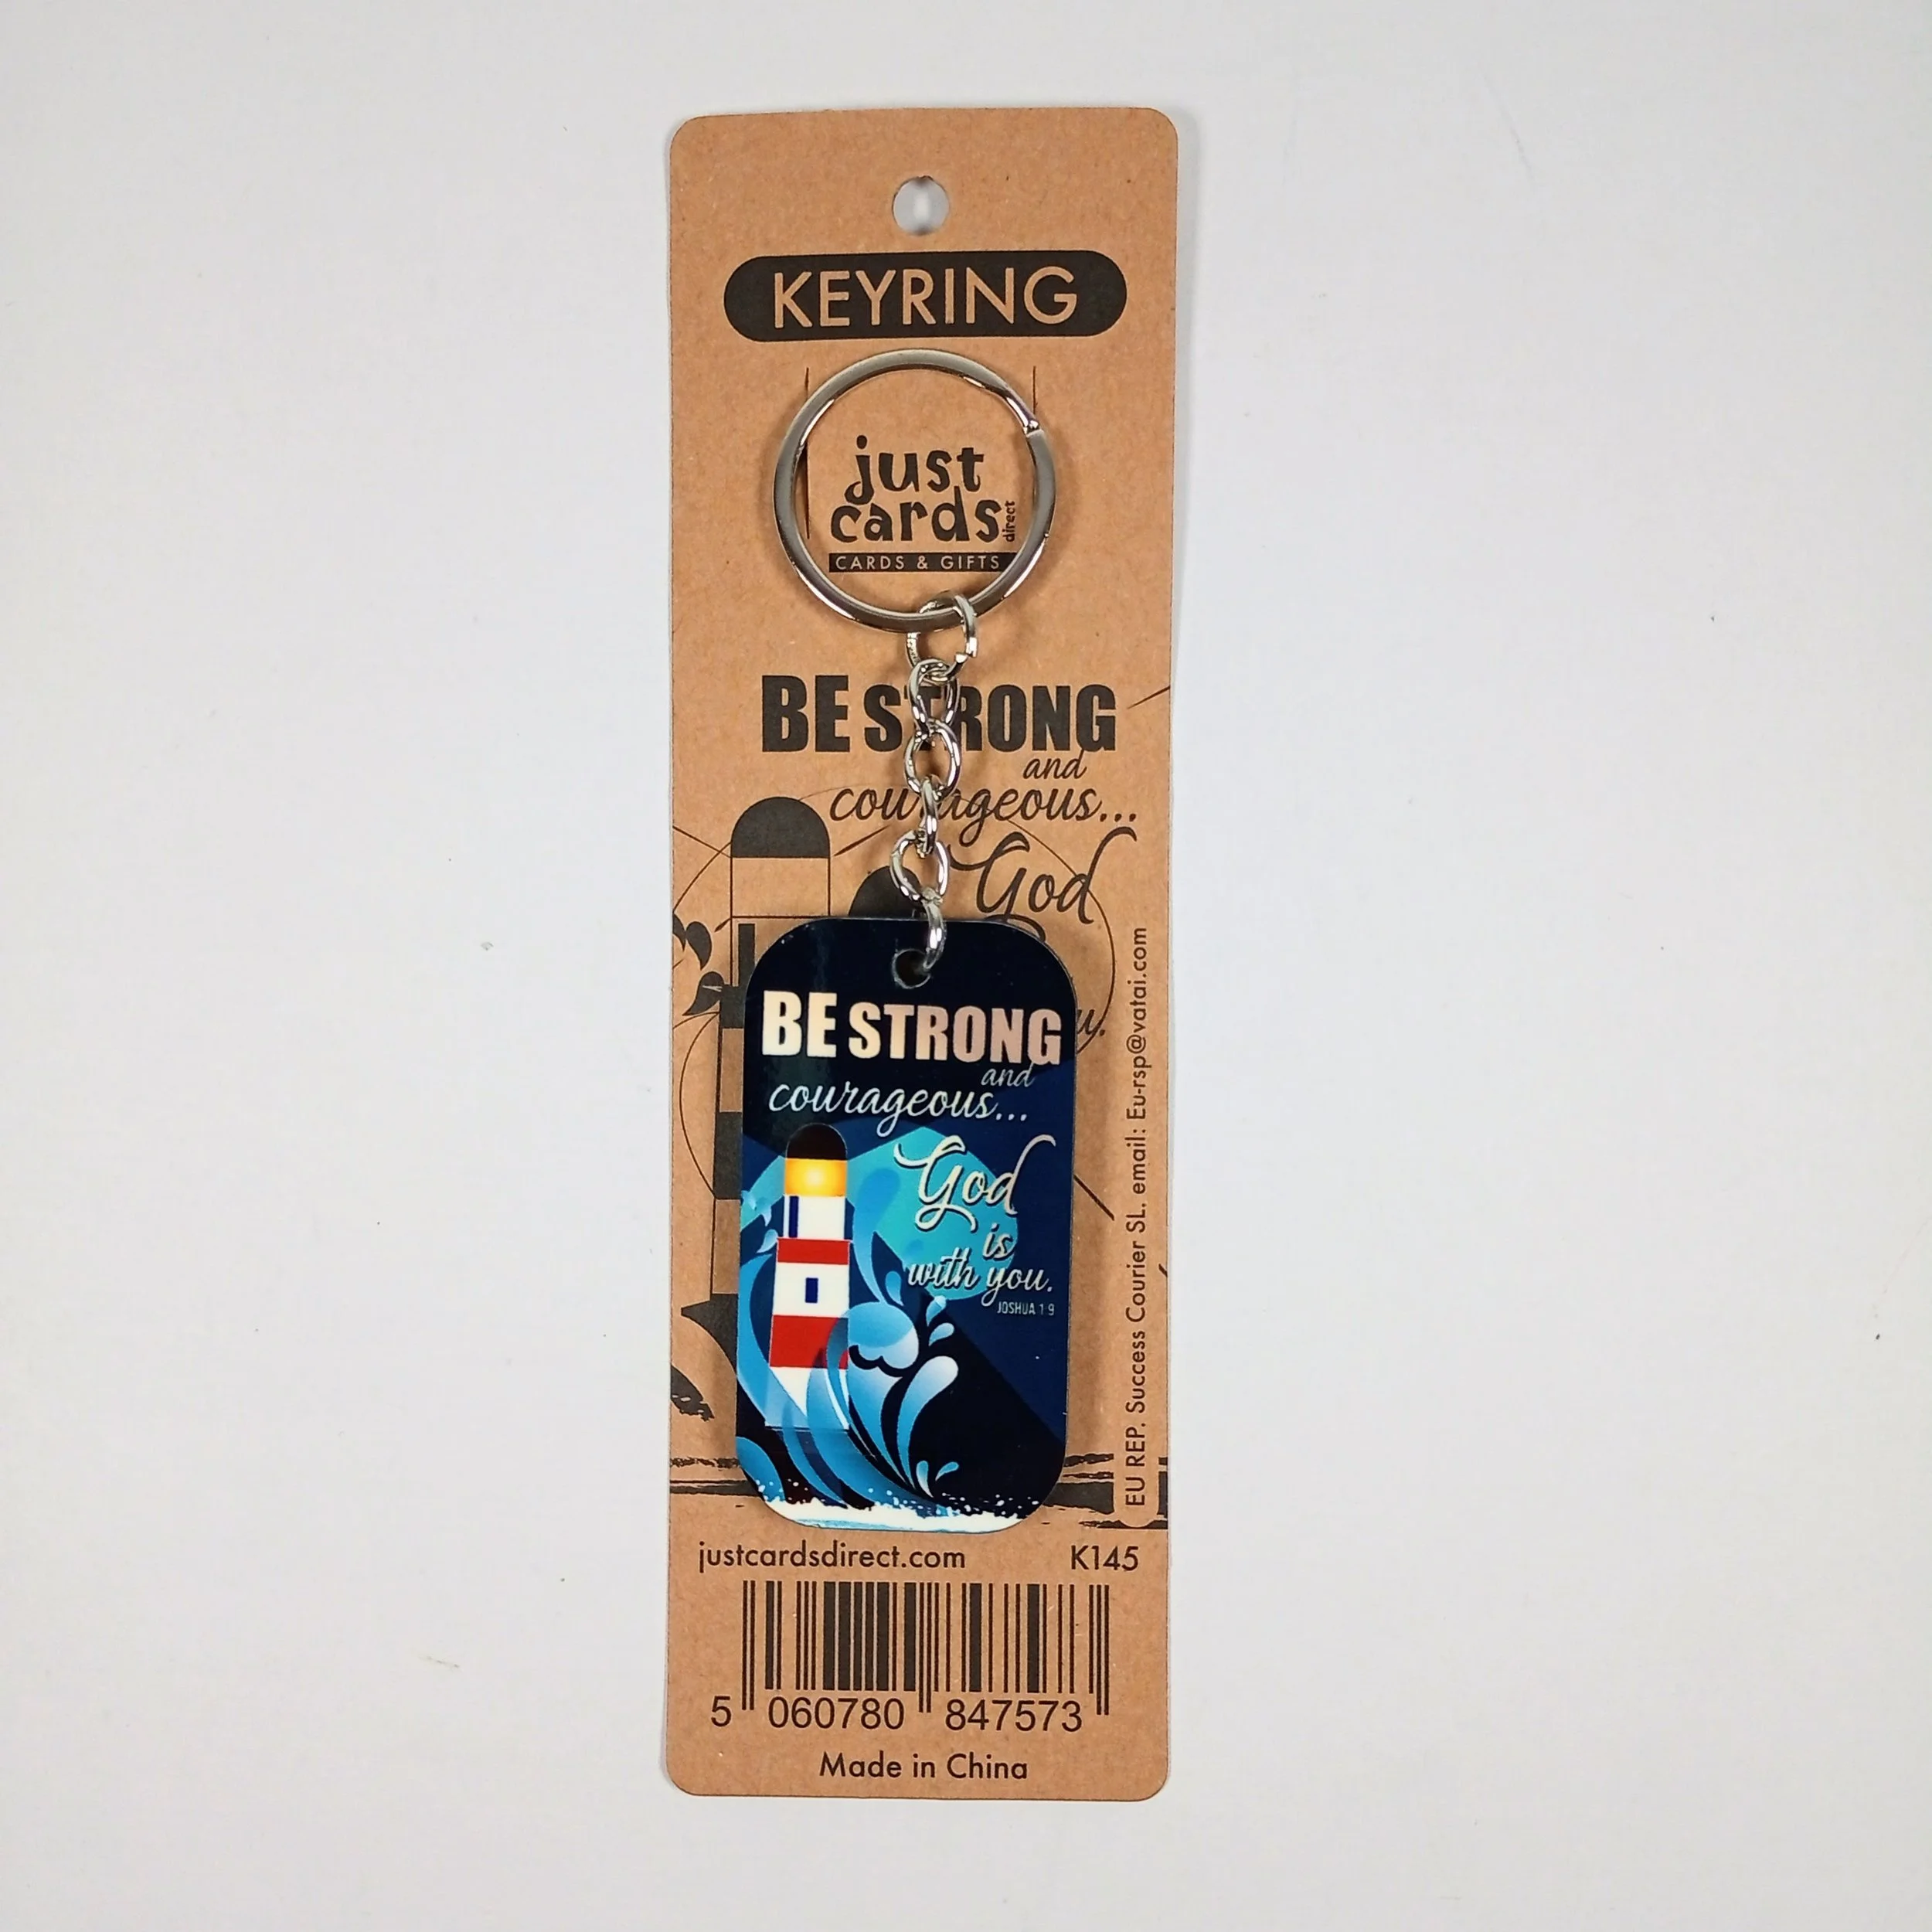 KEYRING
just
cards
direct
CARDS & GIFTS
BE STRONG
and
courageous...
God
BE STRONG
and
courageous...
God
is
with you.
JOSHUA 1:9
EU REP. Success Courier SL. email: Eu-rsp@vatai.com
justcardsdirect.com K145
5 060780 847573
Made in China